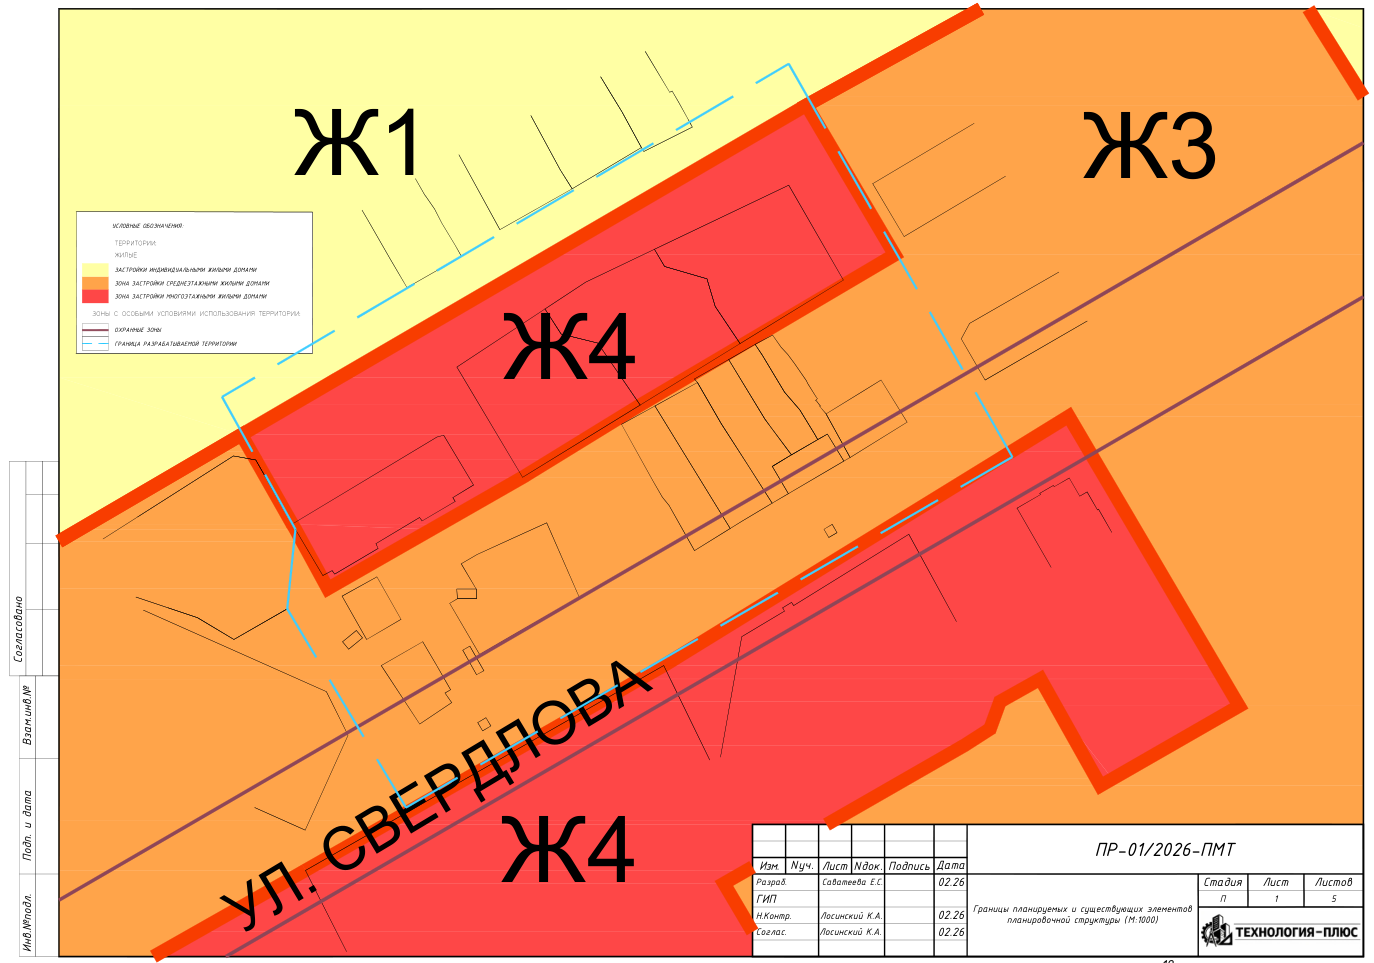 Ж1
Ж3
УСЛОВНЫЕ ОБОЗНАЧЕНИЯ:
ТЕРРИТОРИИ:
ЖИЛЫЕ
ЗАСТРОЙКИ ИНДИВИДУАЛЬНЫМИ ЖИЛЫМИ ДОМАМИ
ЗОНА ЗАСТРОЙКИ СРЕДНЕЭТАЖНЫМИ ЖИЛЫМИ ДОМАМИ
ЗОНА ЗАСТРОЙКИ МНОГОЭТАЖНЫМИ ЖИЛЫМИ ДОМАМИ
ЗОНЫ С ОСОБЫМИ УСЛОВИЯМИ ИСПОЛЬЗОВАНИЯ ТЕРРИТОРИИ:
ОХРАННЫЕ ЗОНЫ
ГРАНИЦА РАЗРАБАТЫВАЕМОЙ ТЕРРИТОРИИ
Ж4
УЛ. СВЕРДЛОВА
Ж4
Согласовано
Взам.инв.№
Подп. и дата
Инв.№подл.
ПР-01/2026-ПМТ
Изм. Nуч. Лист Nдок. Подпись Дата
Разраб. Саватеева Е.С. 02.26
ГИП
Н.Контр. Лосинский К.А. 02.26
Соглас. Лосинский К.А. 02.26
Границы планируемых и существующих элементов
планировочной структуры (М:1000)
Стадия Лист Листов
П 1 5
ТЕХНОЛОГИЯ-ПЛЮС